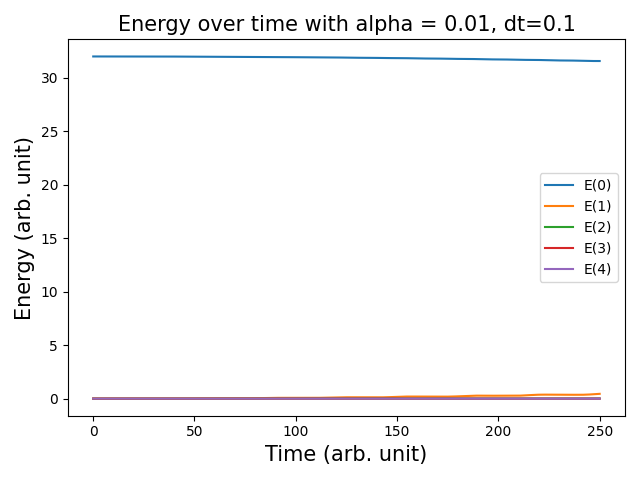 Energy over time with alpha = 0.01, dt=0.1
Energy (arb. unit)
30
25
20
15
10
5
0
E(0)
E(1)
E(2)
E(3)
E(4)
0 50 100 150 200 250
Time (arb. unit)